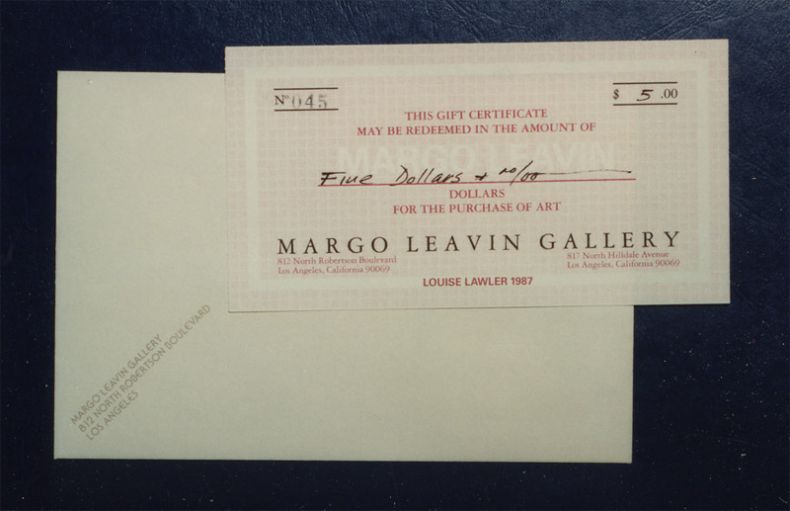 Nº 045
$ 5 .00
THIS GIFT CERTIFICATE
MAY BE REDEEMED IN THE AMOUNT OF
MARGO LEAVIN
Five Dollars + no/00
DOLLARS
FOR THE PURCHASE OF ART
MARGO LEAVIN GALLERY
812 North Robertson Boulevard
Los Angeles, California 90069
817 North Hilldale Avenue
Los Angeles, California 90069
LOUISE LAWLER 1987
MARGO LEAVIN GALLERY
812 NORTH ROBERTSON BOULEVARD
LOS ANGELES